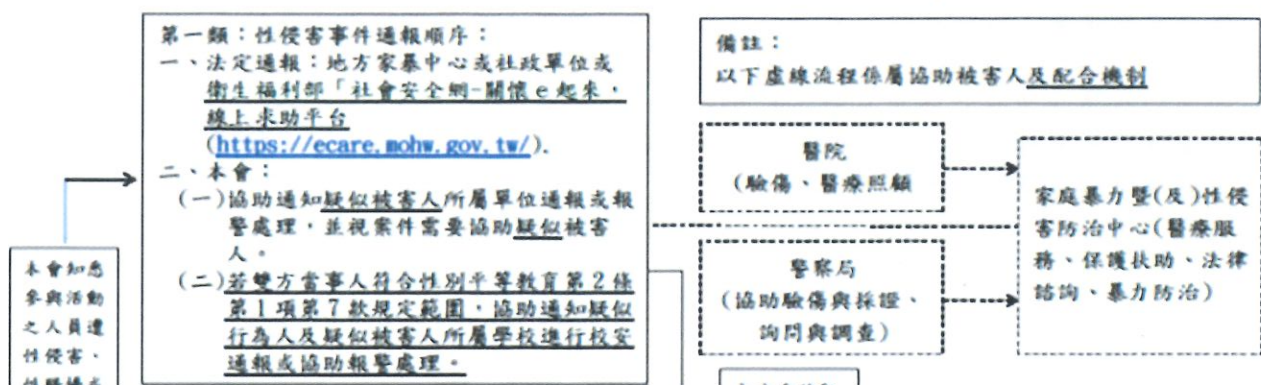 第一類：性侵害事件通報順序：
一、法定通報：地方家暴中心或社政單位或
衛生福利部「社會安全網-關懷e起來，
線上求助平台
(https://ecare.mohw.gov.tw/).
二、本會：
(一)協助通知疑似被害人所屬單位通報或報
警處理，並視案件需要協助疑似被害
人。
(二)若雙方當事人符合性別平等教育第2條
第1項第7款規定範圍，協助通知疑似
行為人及疑似被害人所屬學校進行校安
通報或協助報警處理。
備註：
以下虛線流程係屬協助被害人及配合機制
醫院
(驗傷、醫療照顧
警察局
(協助驗傷與採證、
詢問與調查)
家庭暴力暨(及)性侵
害防治中心(醫療服
務、保護扶助、法律
諮詢、暴力防治)
本會知悉
參與活動
之人員遭
性侵害、